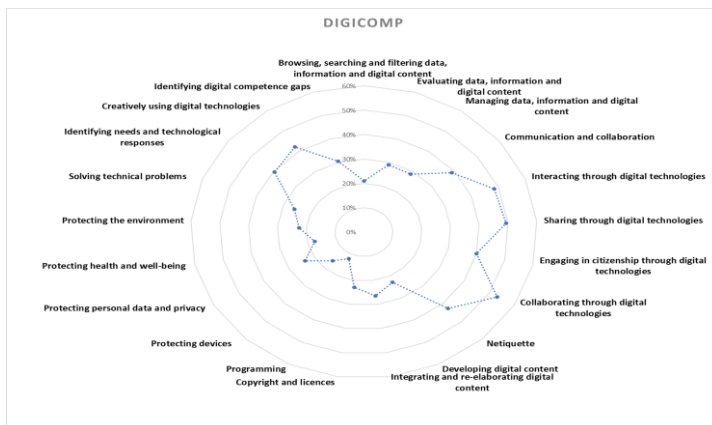 DIGICOMP
Browsing, searching and filtering data,
information and digital content
Evaluating data, information and
digital content
Managing data, information and digital
content
Communication and collaboration
Interacting through digital technologies
Sharing through digital technologies
Engaging in citizenship through digital
technologies
Collaborating through digital
technologies
Netiquette
Developing digital content
Integrating and re-elaborating digital
content
Copyright and licences
Programming
Protecting devices
Protecting personal data and privacy
Protecting health and well-being
Protecting the environment
Solving technical problems
Identifying needs and technological
responses
Creatively using digital technologies
Identifying digital competence gaps
60%
50%
40%
30%
20%
10%
0%